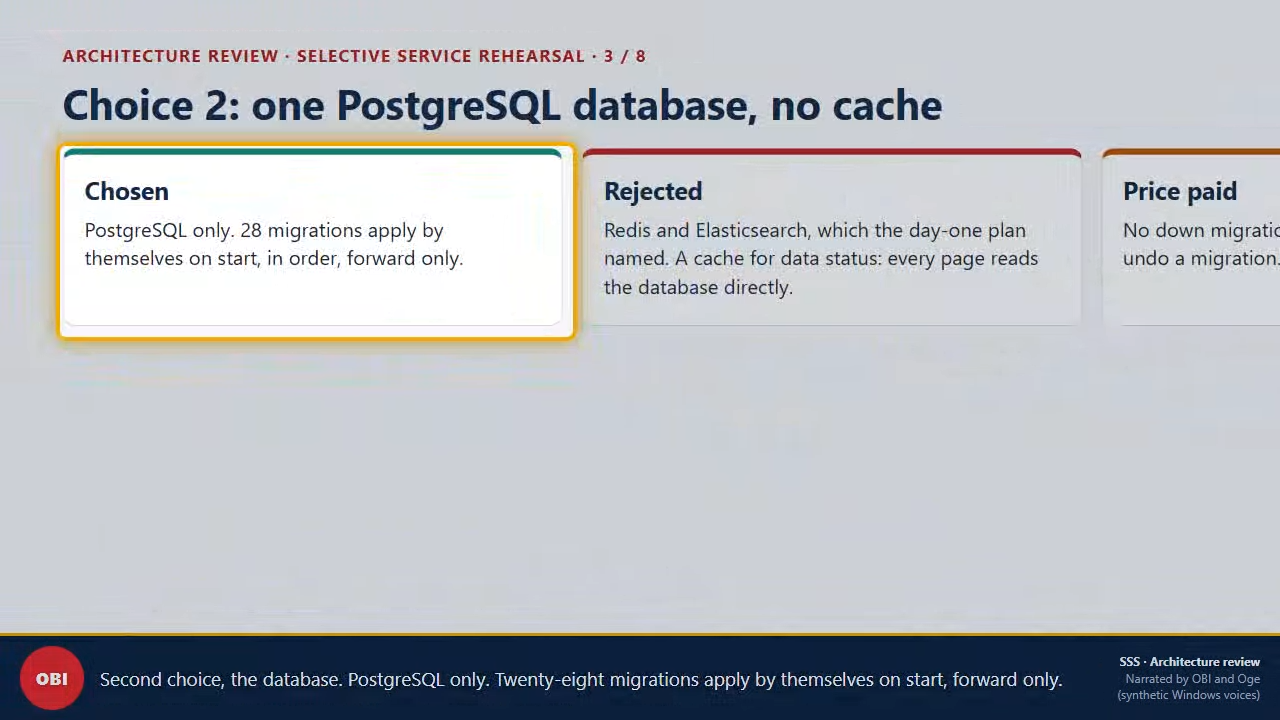 ARCHITECTURE REVIEW · SELECTIVE SERVICE REHEARSAL · 3 / 8
Choice 2: one PostgreSQL database, no cache
Chosen
PostgreSQL only. 28 migrations apply by
themselves on start, in order, forward only.
Rejected
Redis and Elasticsearch, which the day-one plan
named. A cache for data status: every page reads
the database directly.
Price paid
No down
undo a migration.
OBI
Second choice, the database. PostgreSQL only. Twenty-eight migrations apply by themselves on start, forward only.
SSS · Architecture review
Narrated by OBI and Oge
(synthetic Windows voices)